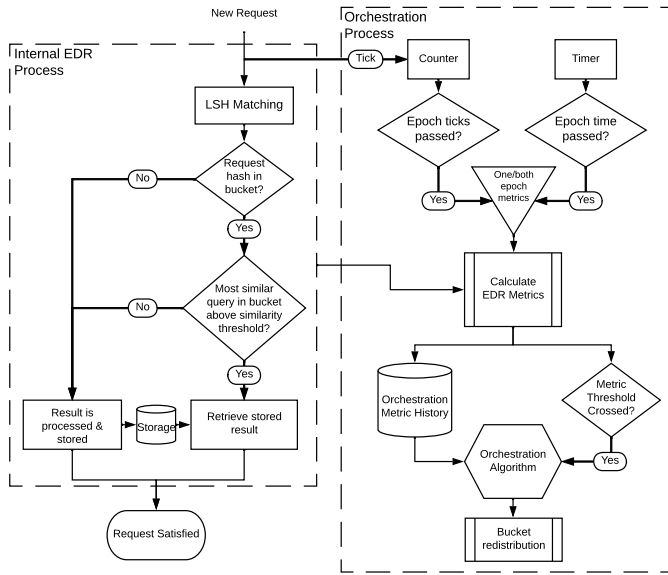 New Request
Internal EDR
Process
LSH Matching
Request
hash in
bucket?
No
Yes
Most similar
query in bucket
above similarity
threshold?
No
Yes
Result is
processed &
stored
Storage
Retrieve stored
result
Request Satisfied
Orchestration
Process
Tick
Counter
Timer
Epoch ticks
passed?
Epoch time
passed?
Yes
One/both
epoch
metrics
Yes
Calculate
EDR Metrics
Orchestration
Metric History
Metric
Threshold
Crossed?
Yes
Orchestration
Algorithm
Bucket
redistribution